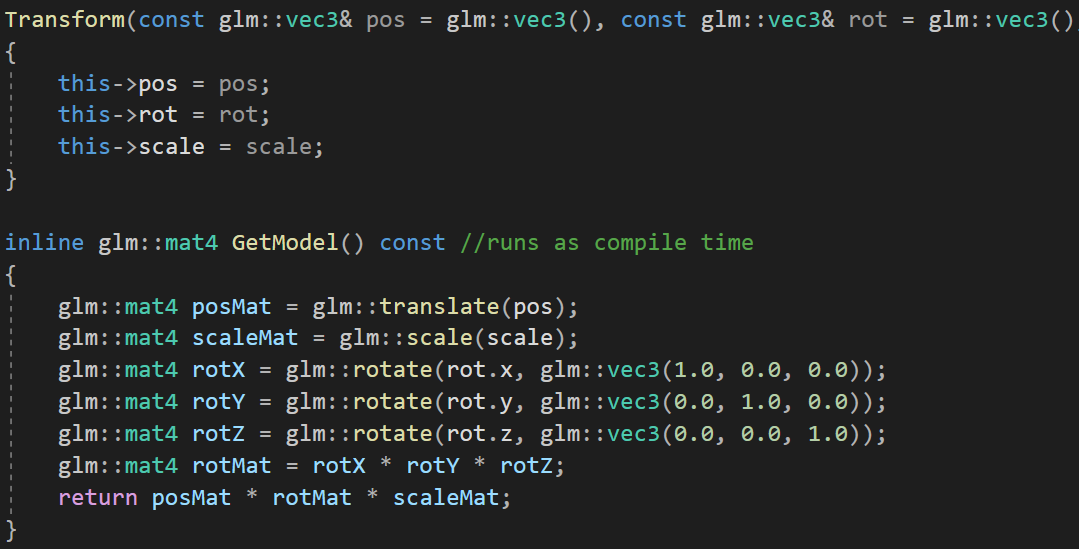 Transform(const glm::vec3& pos = glm::vec3(), const glm::vec3& rot = glm::vec3()
{
    this->pos = pos;
    this->rot = rot;
    this->scale = scale;
}

inline glm::mat4 GetModel() const //runs as compile time
{
    glm::mat4 posMat = glm::translate(pos);
    glm::mat4 scaleMat = glm::scale(scale);
    glm::mat4 rotX = glm::rotate(rot.x, glm::vec3(1.0, 0.0, 0.0));
    glm::mat4 rotY = glm::rotate(rot.y, glm::vec3(0.0, 1.0, 0.0));
    glm::mat4 rotZ = glm::rotate(rot.z, glm::vec3(0.0, 0.0, 1.0));
    glm::mat4 rotMat = rotX * rotY * rotZ;
    return posMat * rotMat * scaleMat;
}